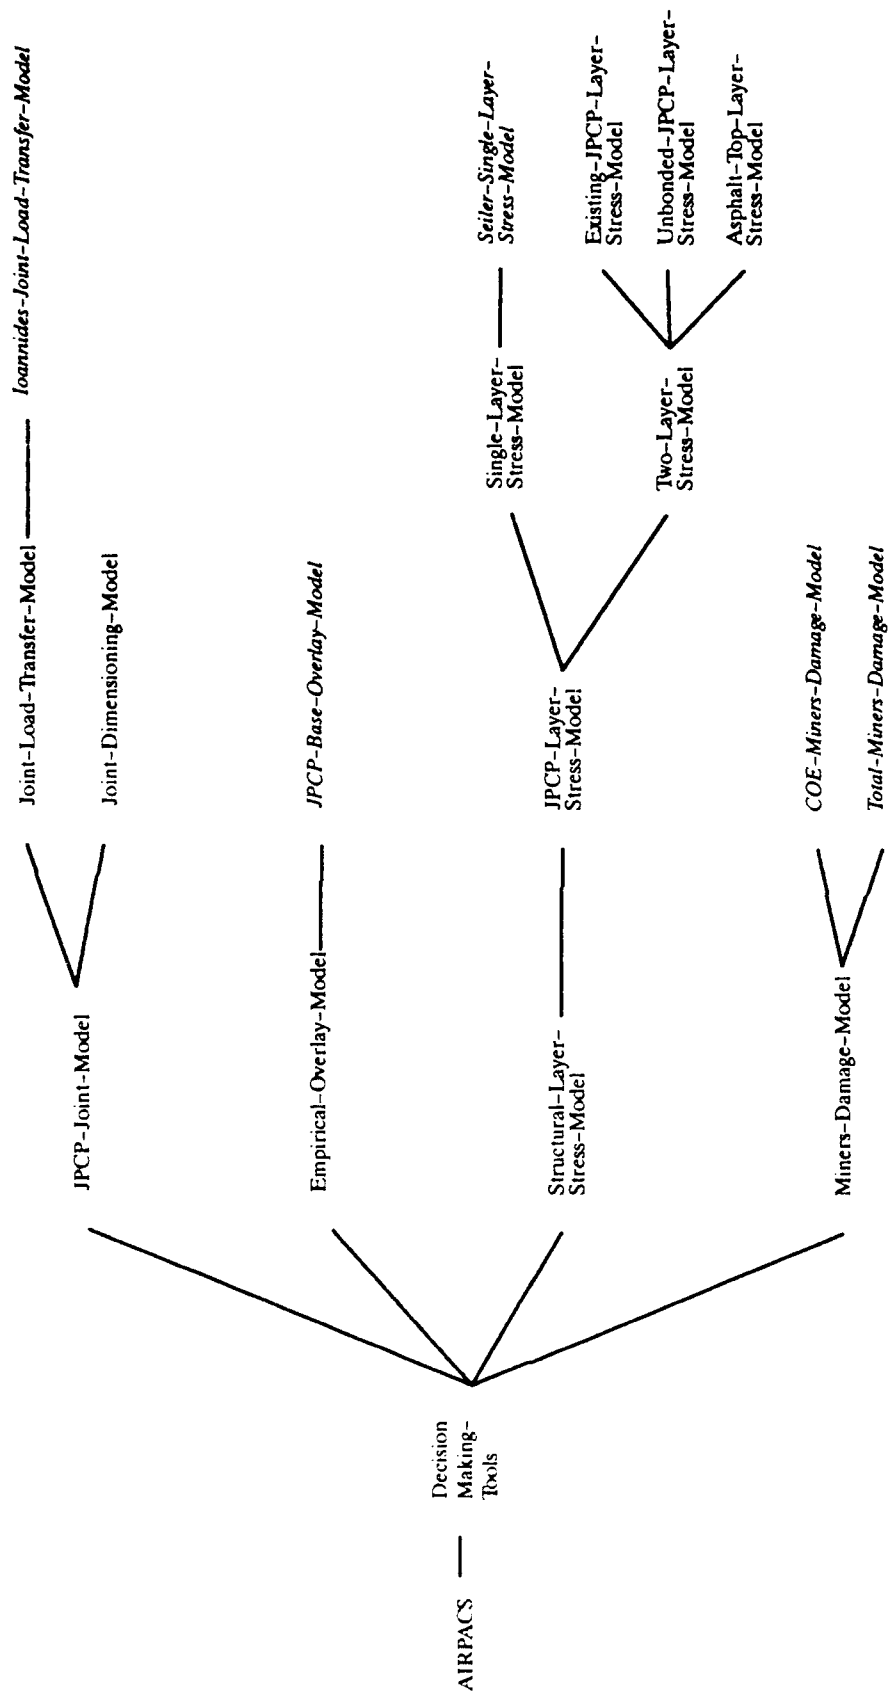 AIRPACS
Decision
Making-
Tools
JPCP-Joint-Model
Joint-Load-Transfer-Model
Ioannides-Joint-Load-Transfer-Model
Joint-Dimensioning-Model
Empirical-Overlay-Model
JPCP-Base-Overlay-Model
Structural-Layer-
Stress-Model
JPCP-Layer-
Stress-Model
Single-Layer-
Stress-Model
Seiler-Single-Layer-
Stress-Model
Two-Layer-
Stress-Model
Existing-JPCP-Layer-
Stress-Model
Unbonded-JPCP-Layer-
Stress-Model
Asphalt-Top-Layer-
Stress-Model
Miners-Damage-Model
COE-Miners-Damage-Model
Total-Miners-Damage-Model